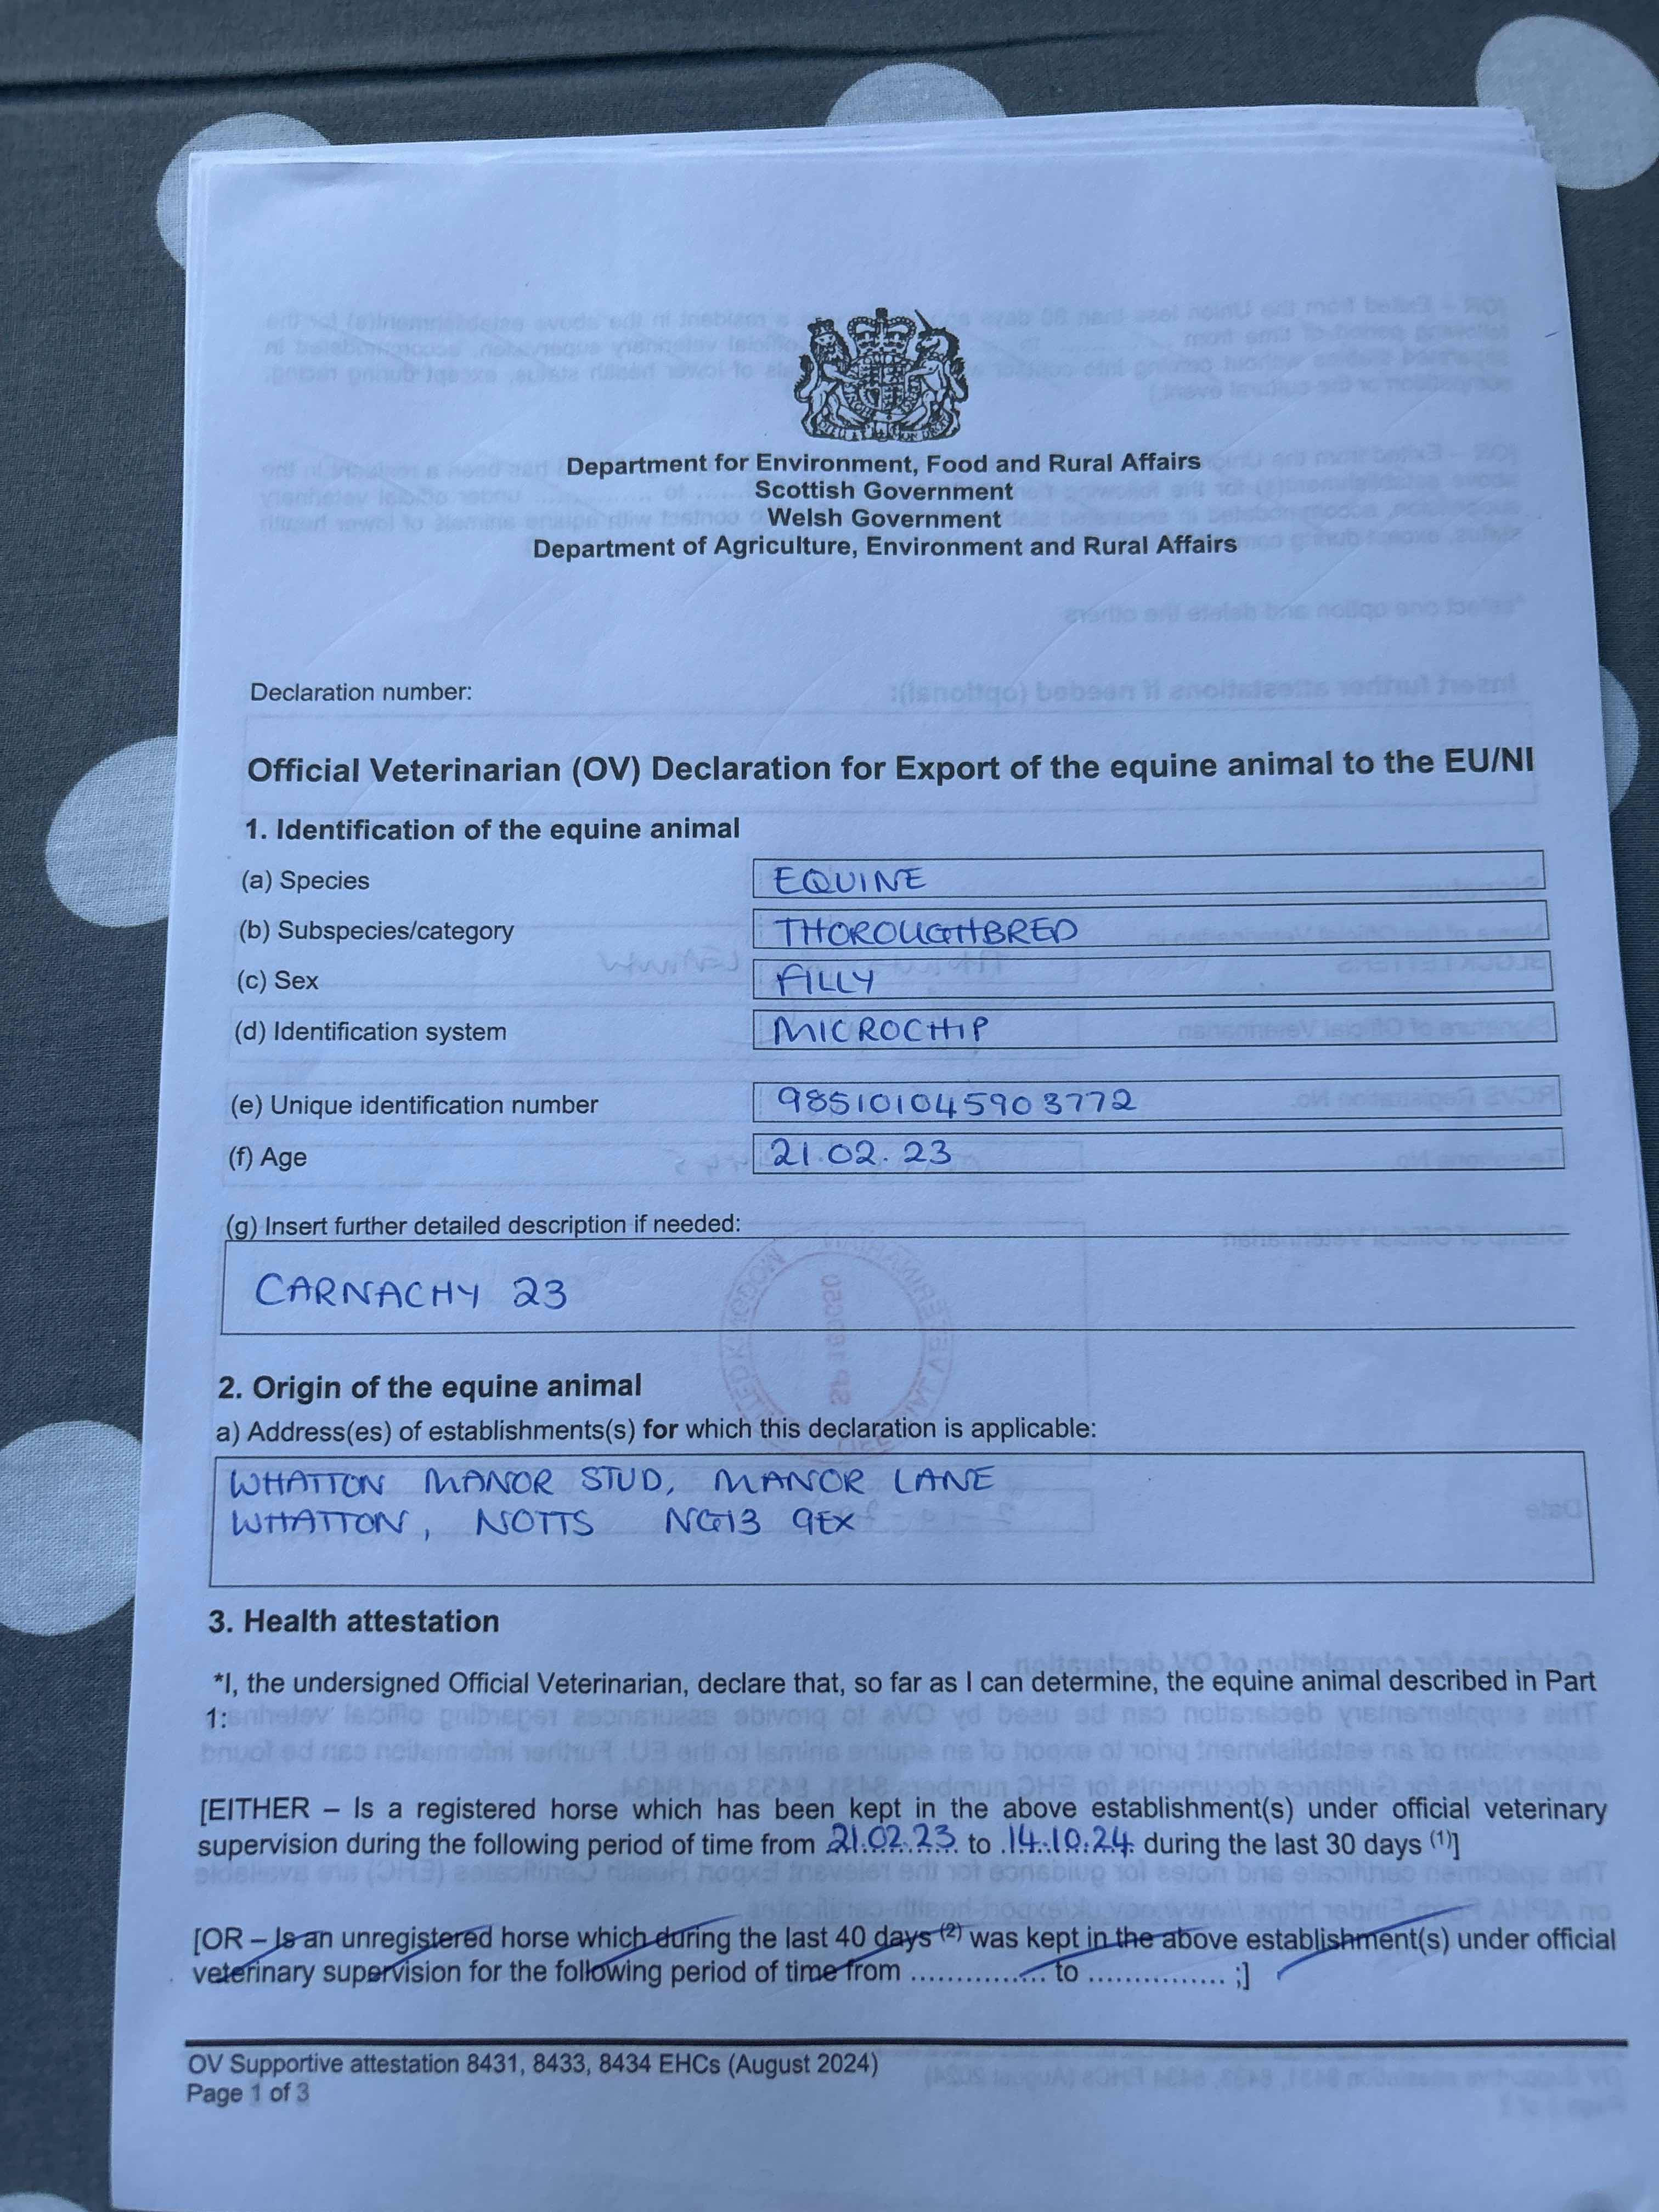 Department for Environment, Food and Rural Affairs
Scottish Government
Welsh Government
Department of Agriculture, Environment and Rural Affairs
Declaration number:
Official Veterinarian (OV) Declaration for Export of the equine animal to the EU/NI
1. Identification of the equine animal
(a) Species EQUINE
(b) Subspecies/category THOROUGHBRED
(c) Sex FILLY
(d) Identification system MICROCHIP
(e) Unique identification number 985101045903772
(f) Age 21.02.23
(g) Insert further detailed description if needed:
CARNACHY 23
2. Origin of the equine animal
a) Address(es) of establishments(s) for which this declaration is applicable:
WHATTON MANOR STUD, MANOR LANE
WHATTON, NOTTS NG13 9EX
3. Health attestation
*I, the undersigned Official Veterinarian, declare that, so far as I can determine, the equine animal described in Part
1:
[EITHER – Is a registered horse which has been kept in the above establishment(s) under official veterinary
supervision during the following period of time from 21.02.23. to .14.10.24. during the last 30 days (1)]
[OR – Is an unregistered horse which during the last 40 days (2) was kept in the above establishment(s) under official
veterinary supervision for the following period of time from ............... to ............... ;]
OV Supportive attestation 8431, 8433, 8434 EHCs (August 2024)
Page 1 of 3